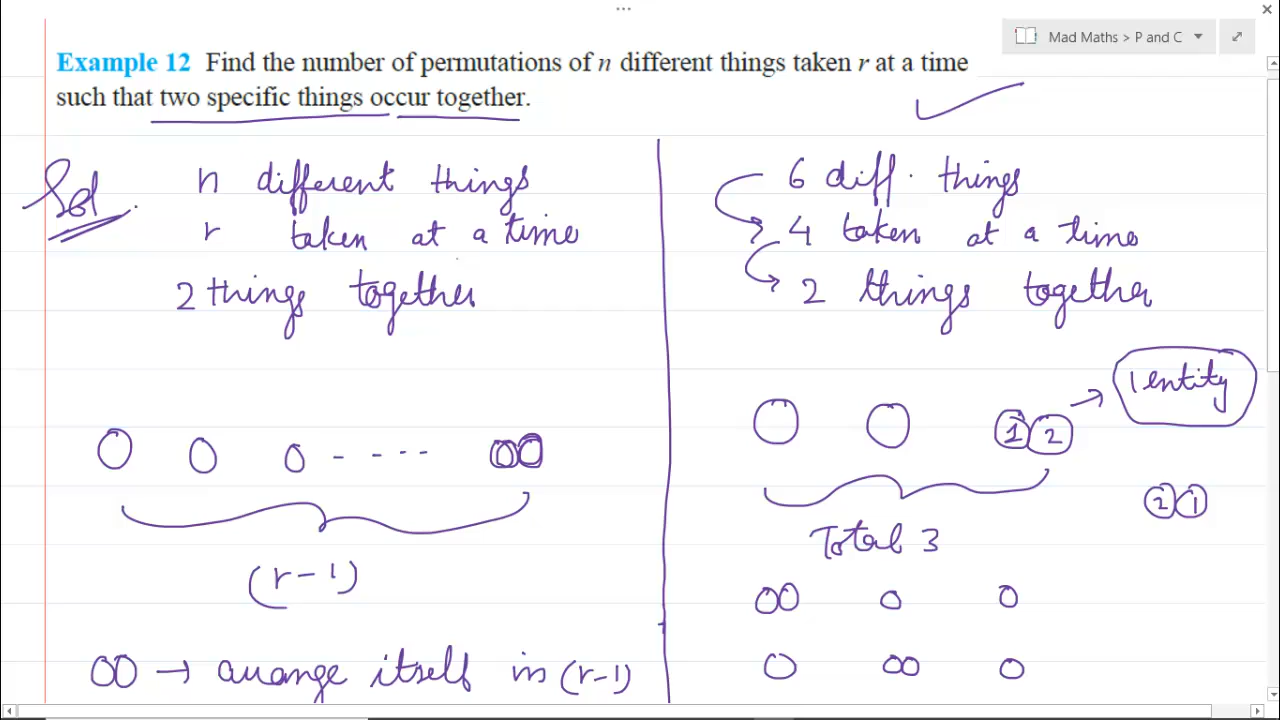 Mad Maths > P and C
Example 12 Find the number of permutations of n different things taken r at a time
such that two specific things occur together.
Sol
n different things
r taken at a time
2 things together
(r-1)
OO → arrange itself in (r-1)
6 diff. things
4 taken at a time
2 things together
1 2
1 entity
2 1
Total 3